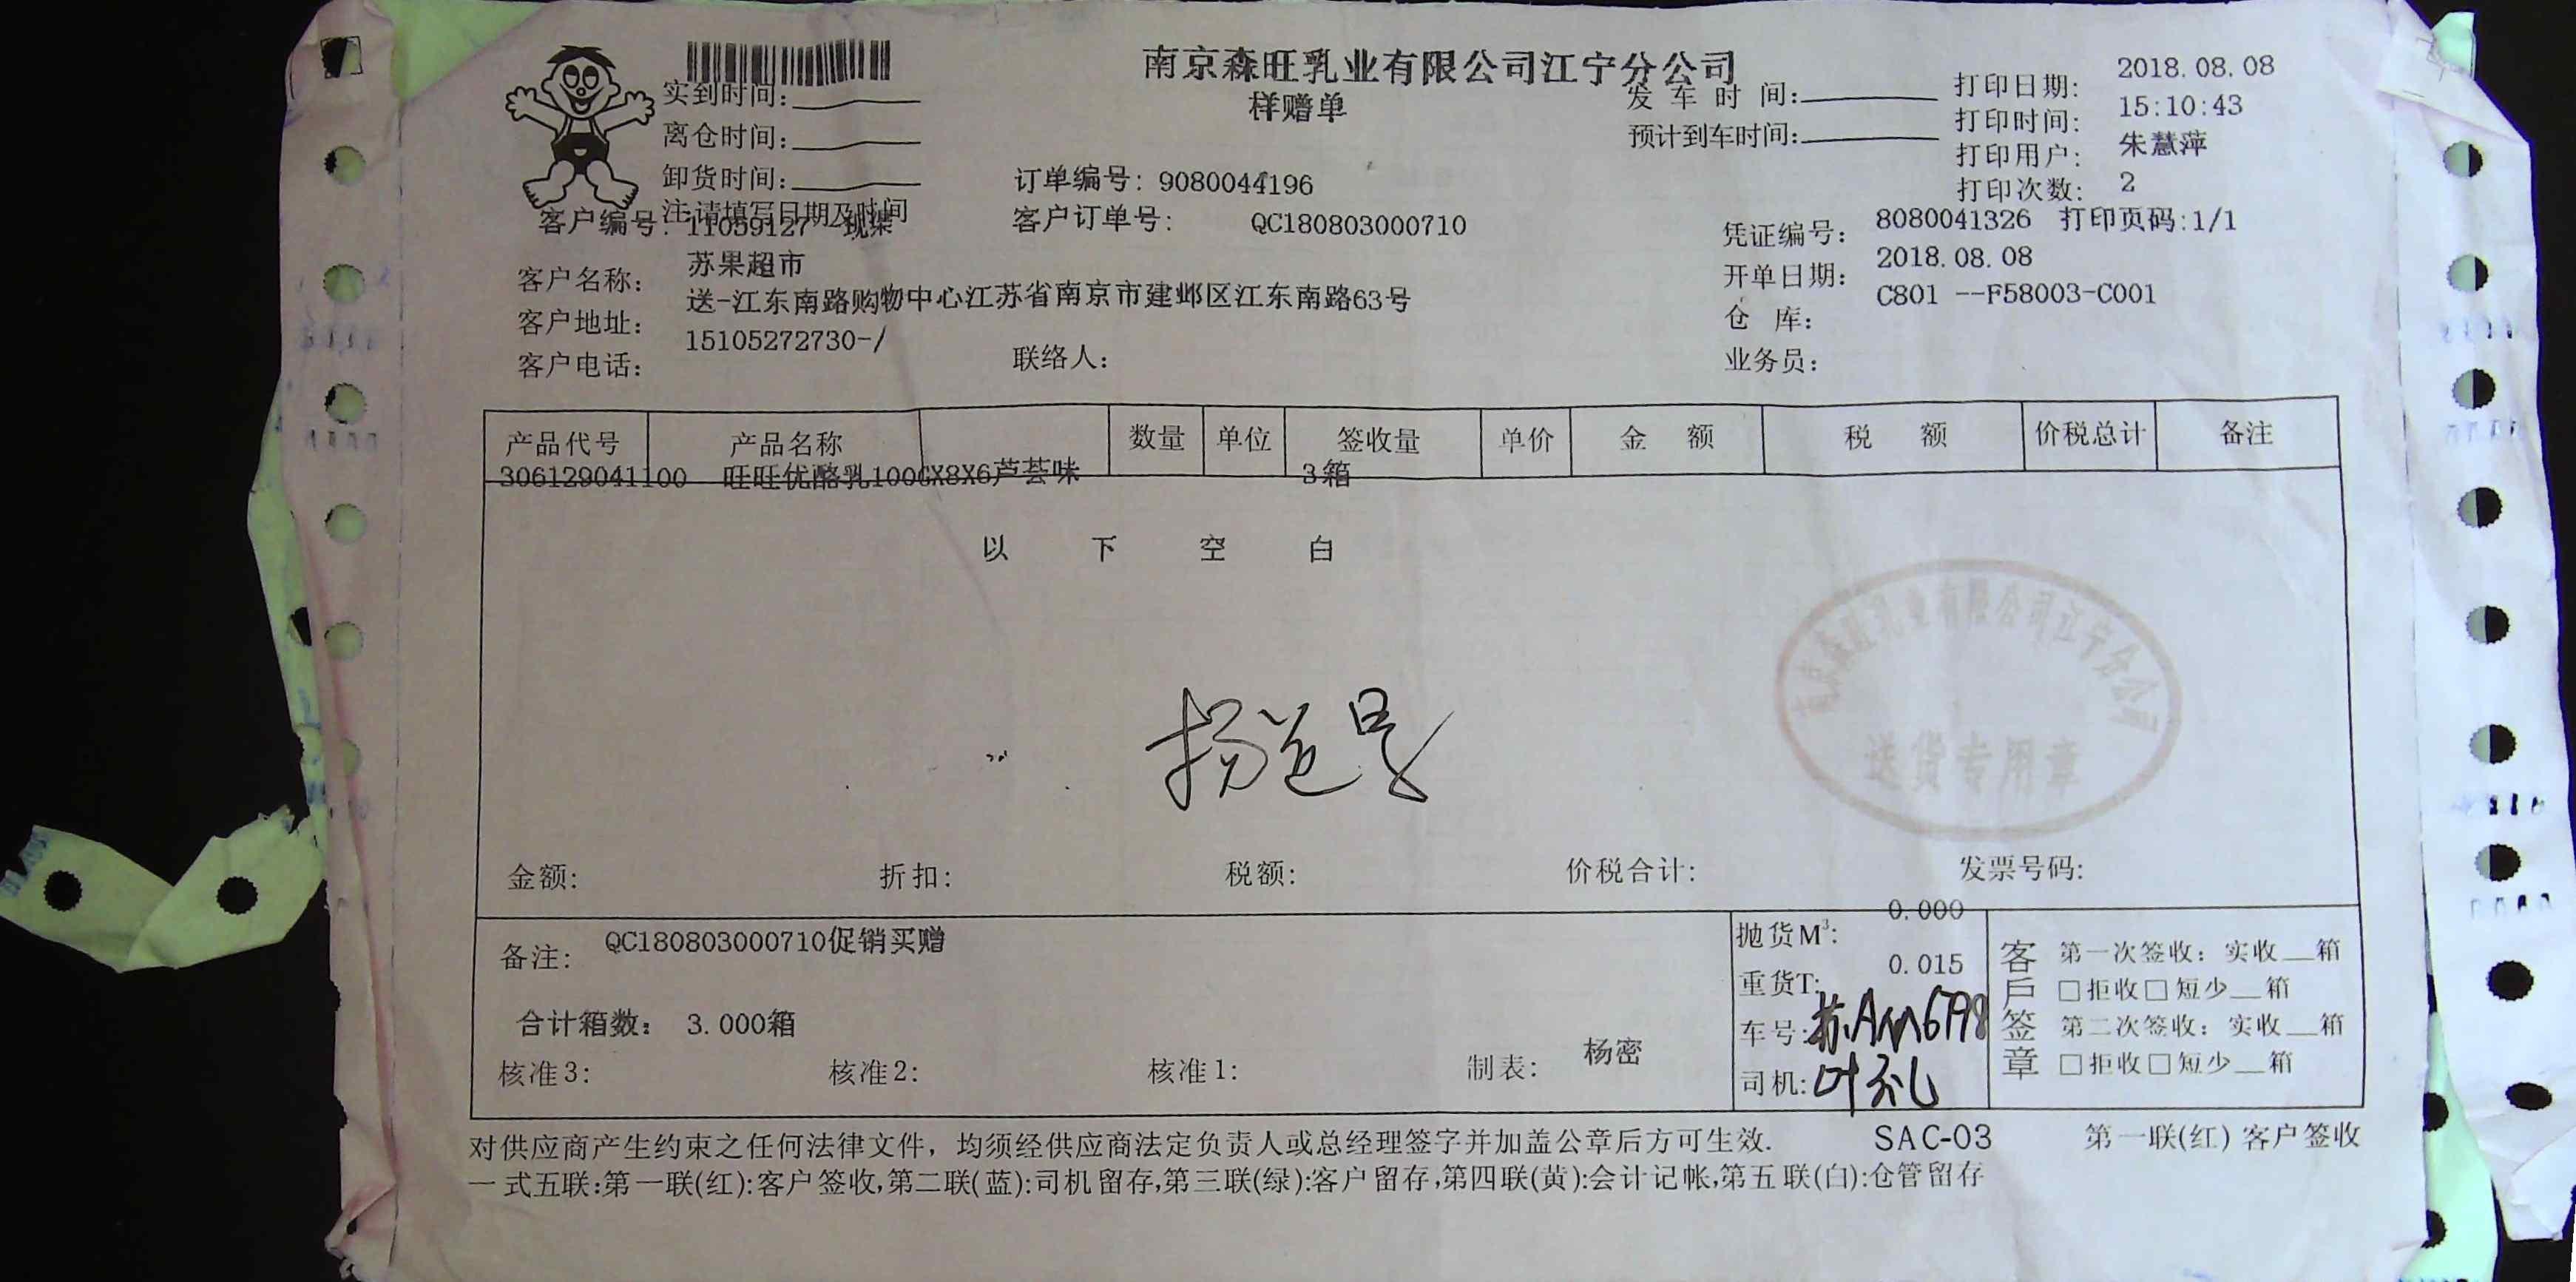 南京森旺乳业有限公司江宁分公司
样赠单
实到时间:
离仓时间:
卸货时间:
注:请填写日期及时间
发 车 时 间:
预计到车时间:
打印日期: 2018.08.08
打印时间: 15:10:43
打印用户: 朱慧萍
打印次数: 2
订单编号: 9080044196
客户编号: 11059127 现渠
客户订单号: QC180803000710
凭证编号: 8080041326 打印页码:1/1
客户名称: 苏果超市
开单日期: 2018.08.08
客户地址: 送-江东南路购物中心江苏省南京市建邺区江东南路63号
仓 库: C801 --F58003-C001
客户电话: 15105272730-/
联络人:
业务员:
产品代号 产品名称 数量 单位 签收量 单价 金 额 税 额 价税总计 备注
306129041100 旺旺优酪乳100GX8X6芦荟味 3箱
以 下 空 白
南京森旺乳业有限公司江宁分公司
送货专用章
金额: 折扣: 税额: 价税合计: 发票号码:
备注: QC180803000710促销买赠
合计箱数: 3.000箱
核准3: 核准2: 核准1: 制表: 杨密
抛货M³: 0.000
重货T: 0.015
车号:
司机:
客戶签章
第一次签收: 实收__箱
□拒收□短少__箱
第二次签收: 实收__箱
□拒收□短少__箱
对供应商产生约束之任何法律文件，均须经供应商法定负责人或总经理签字并加盖公章后方可生效. SAC-03 第一联(红) 客户签收
一式五联:第一联(红):客户签收,第二联(蓝):司机留存,第三联(绿):客户留存,第四联(黄):会计记帐,第五联(白):仓管留存